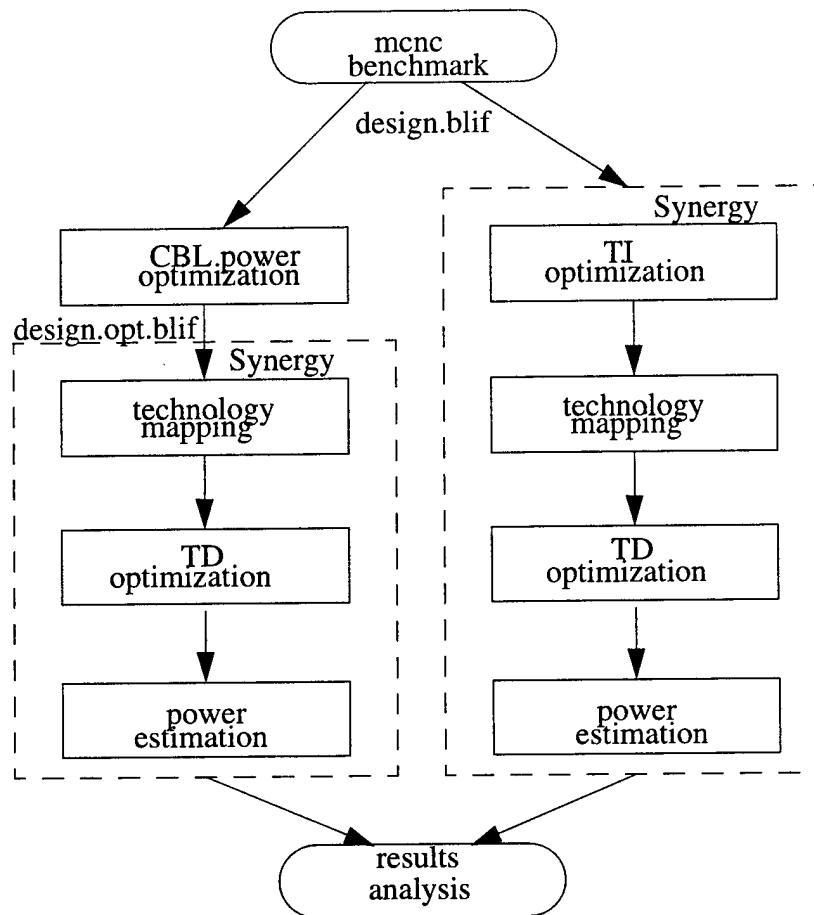 mcnc
benchmark
design.blif
CBL.power
optimization
design.opt.blif
Synergy
technology
mapping
TD
optimization
power
estimation
Synergy
TI
optimization
technology
mapping
TD
optimization
power
estimation
results
analysis